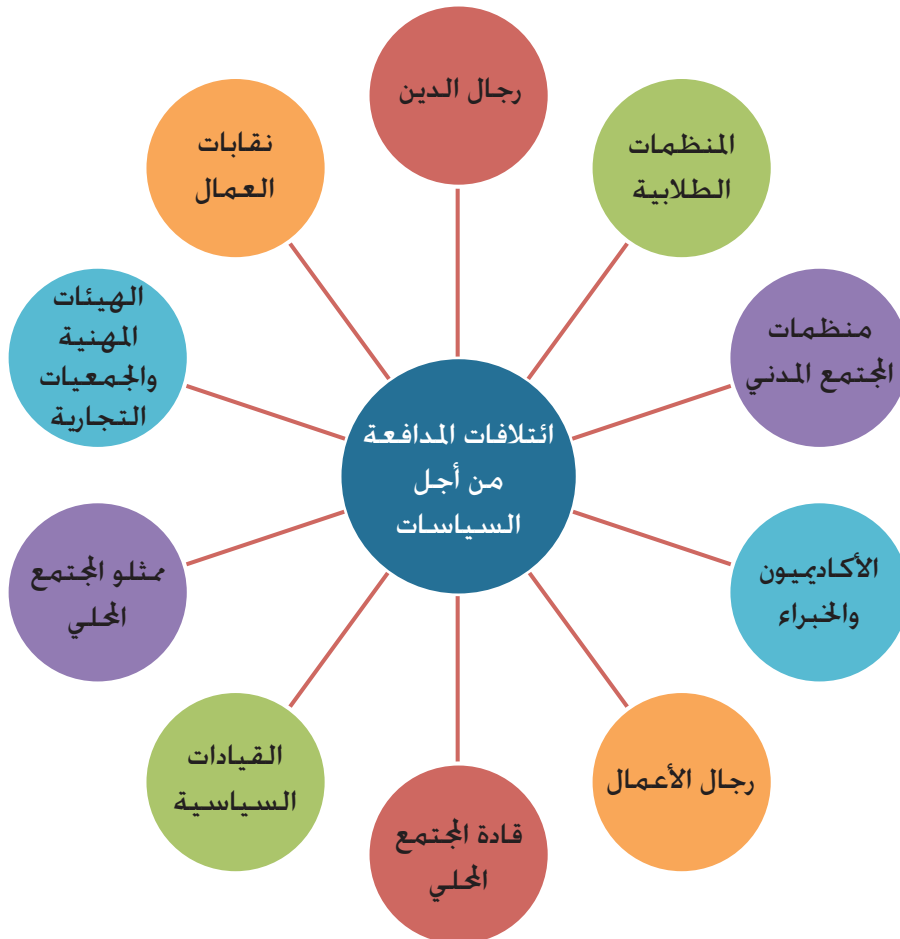 رجال الدين
المنظمات
الطلابية
منظمات
المجتمع المدني
الأكاديميون
والخبراء
رجال الأعمال
قادة المجتمع
المحلي
القيادات
السياسية
ممثلو المجتمع
المحلي
الهيئات
المهنية
والجمعيات
التجارية
نقابات
العمال
ائتلافات المدافعة
من أجل
السياسات